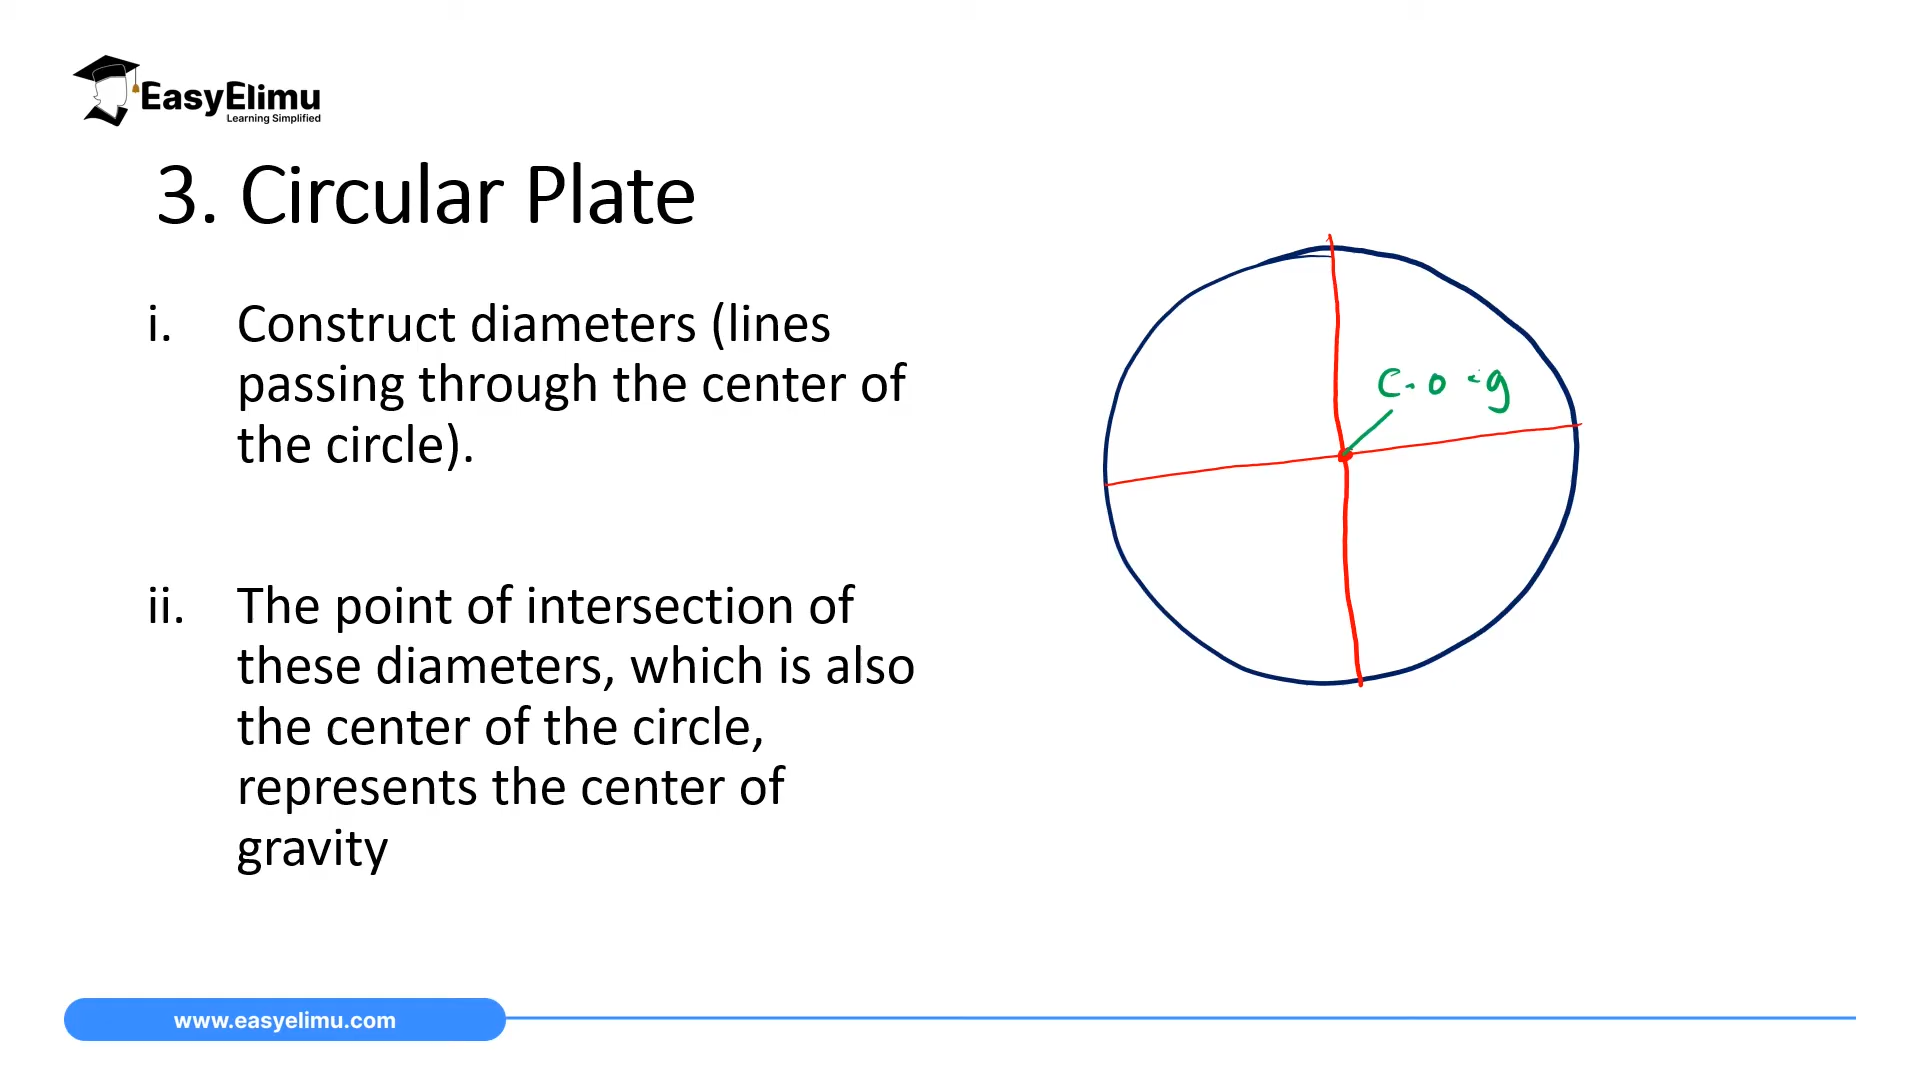 EasyElimu
Learning Simplified
3. Circular Plate
i. Construct diameters (lines
passing through the center of
the circle).
C.O.g
ii. The point of intersection of
these diameters, which is also
the center of the circle,
represents the center of
gravity
www.easyelimu.com